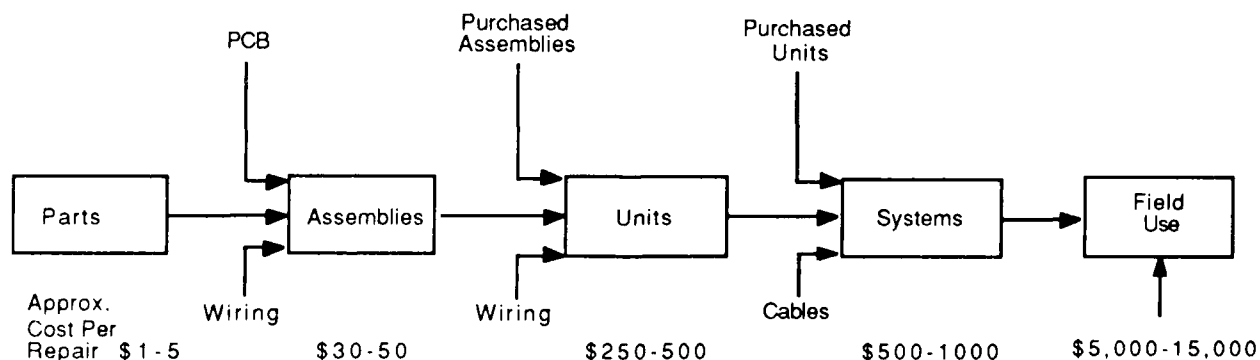 PCB
Purchased
Assemblies
Purchased
Units
Parts
Assemblies
Units
Systems
Field
Use
Wiring
Wiring
Cables
Approx.
Cost Per
Repair $1-5
$30-50
$250-500
$500-1000
$5,000-15,000